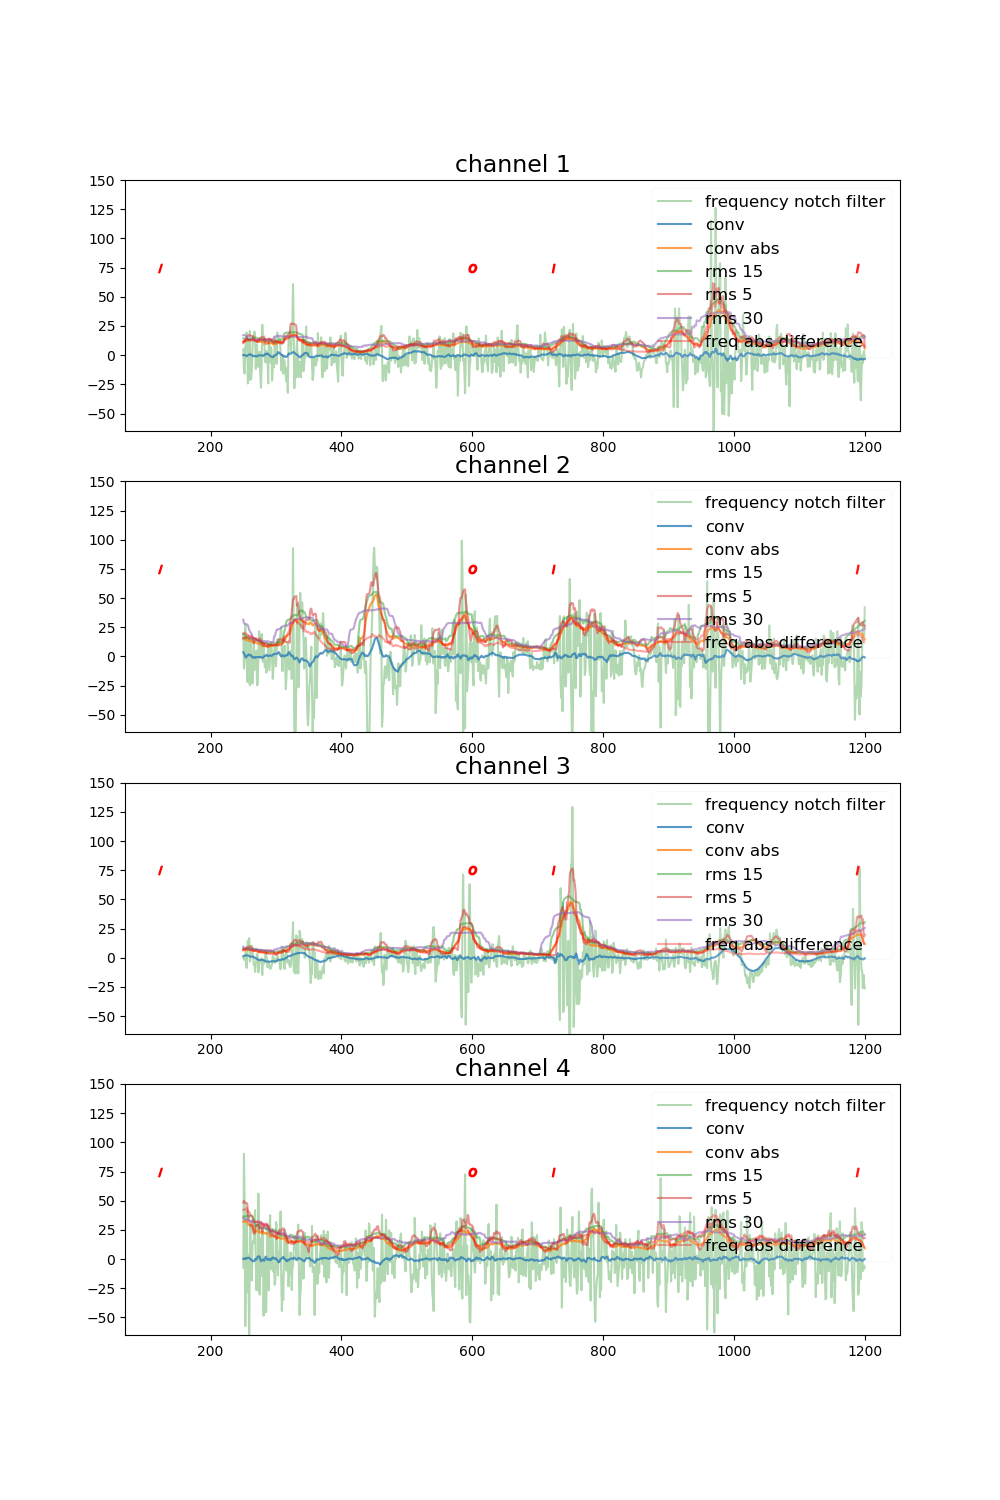 channel 1
150
125
100
75
50
25
0
−25
−50
I O I I
frequency notch filter
conv
conv abs
rms 15
rms 5
rms 30
freq abs difference
200 400 600 800 1000 1200
channel 2
150
125
100
75
50
25
0
−25
−50
I O I I
frequency notch filter
conv
conv abs
rms 15
rms 5
rms 30
freq abs difference
200 400 600 800 1000 1200
channel 3
150
125
100
75
50
25
0
−25
−50
I O I I
frequency notch filter
conv
conv abs
rms 15
rms 5
rms 30
freq abs difference
200 400 600 800 1000 1200
channel 4
150
125
100
75
50
25
0
−25
−50
I O I I
frequency notch filter
conv
conv abs
rms 15
rms 5
rms 30
freq abs difference
200 400 600 800 1000 1200